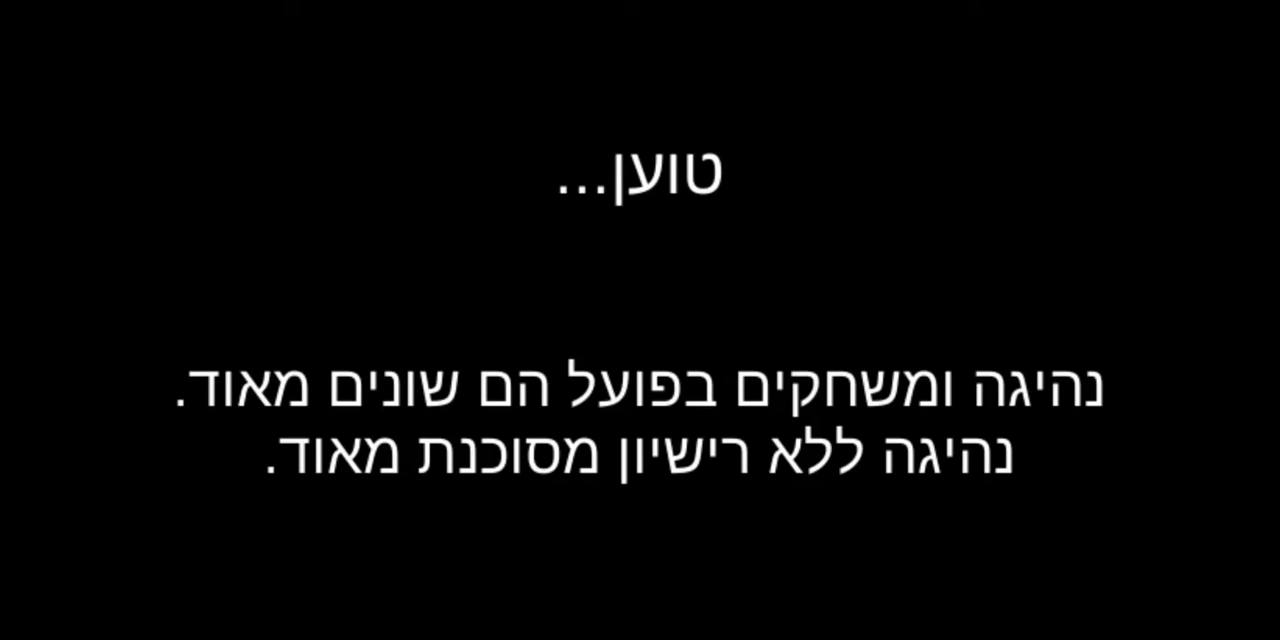 טוען...
נהיגה ומשחקים בפועל הם שונים מאוד.
נהיגה ללא רישיון מסוכנת מאוד.